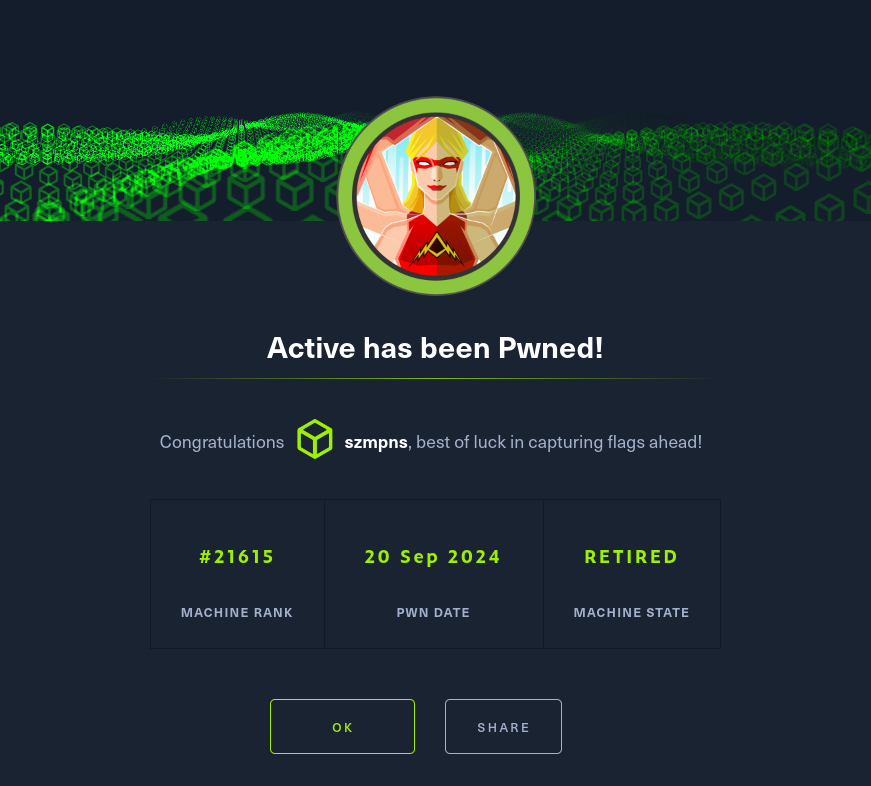 Active has been Pwned!
Congratulations szmpns, best of luck in capturing flags ahead!
#21615 20 Sep 2024 RETIRED
MACHINE RANK PWN DATE MACHINE STATE
OK SHARE